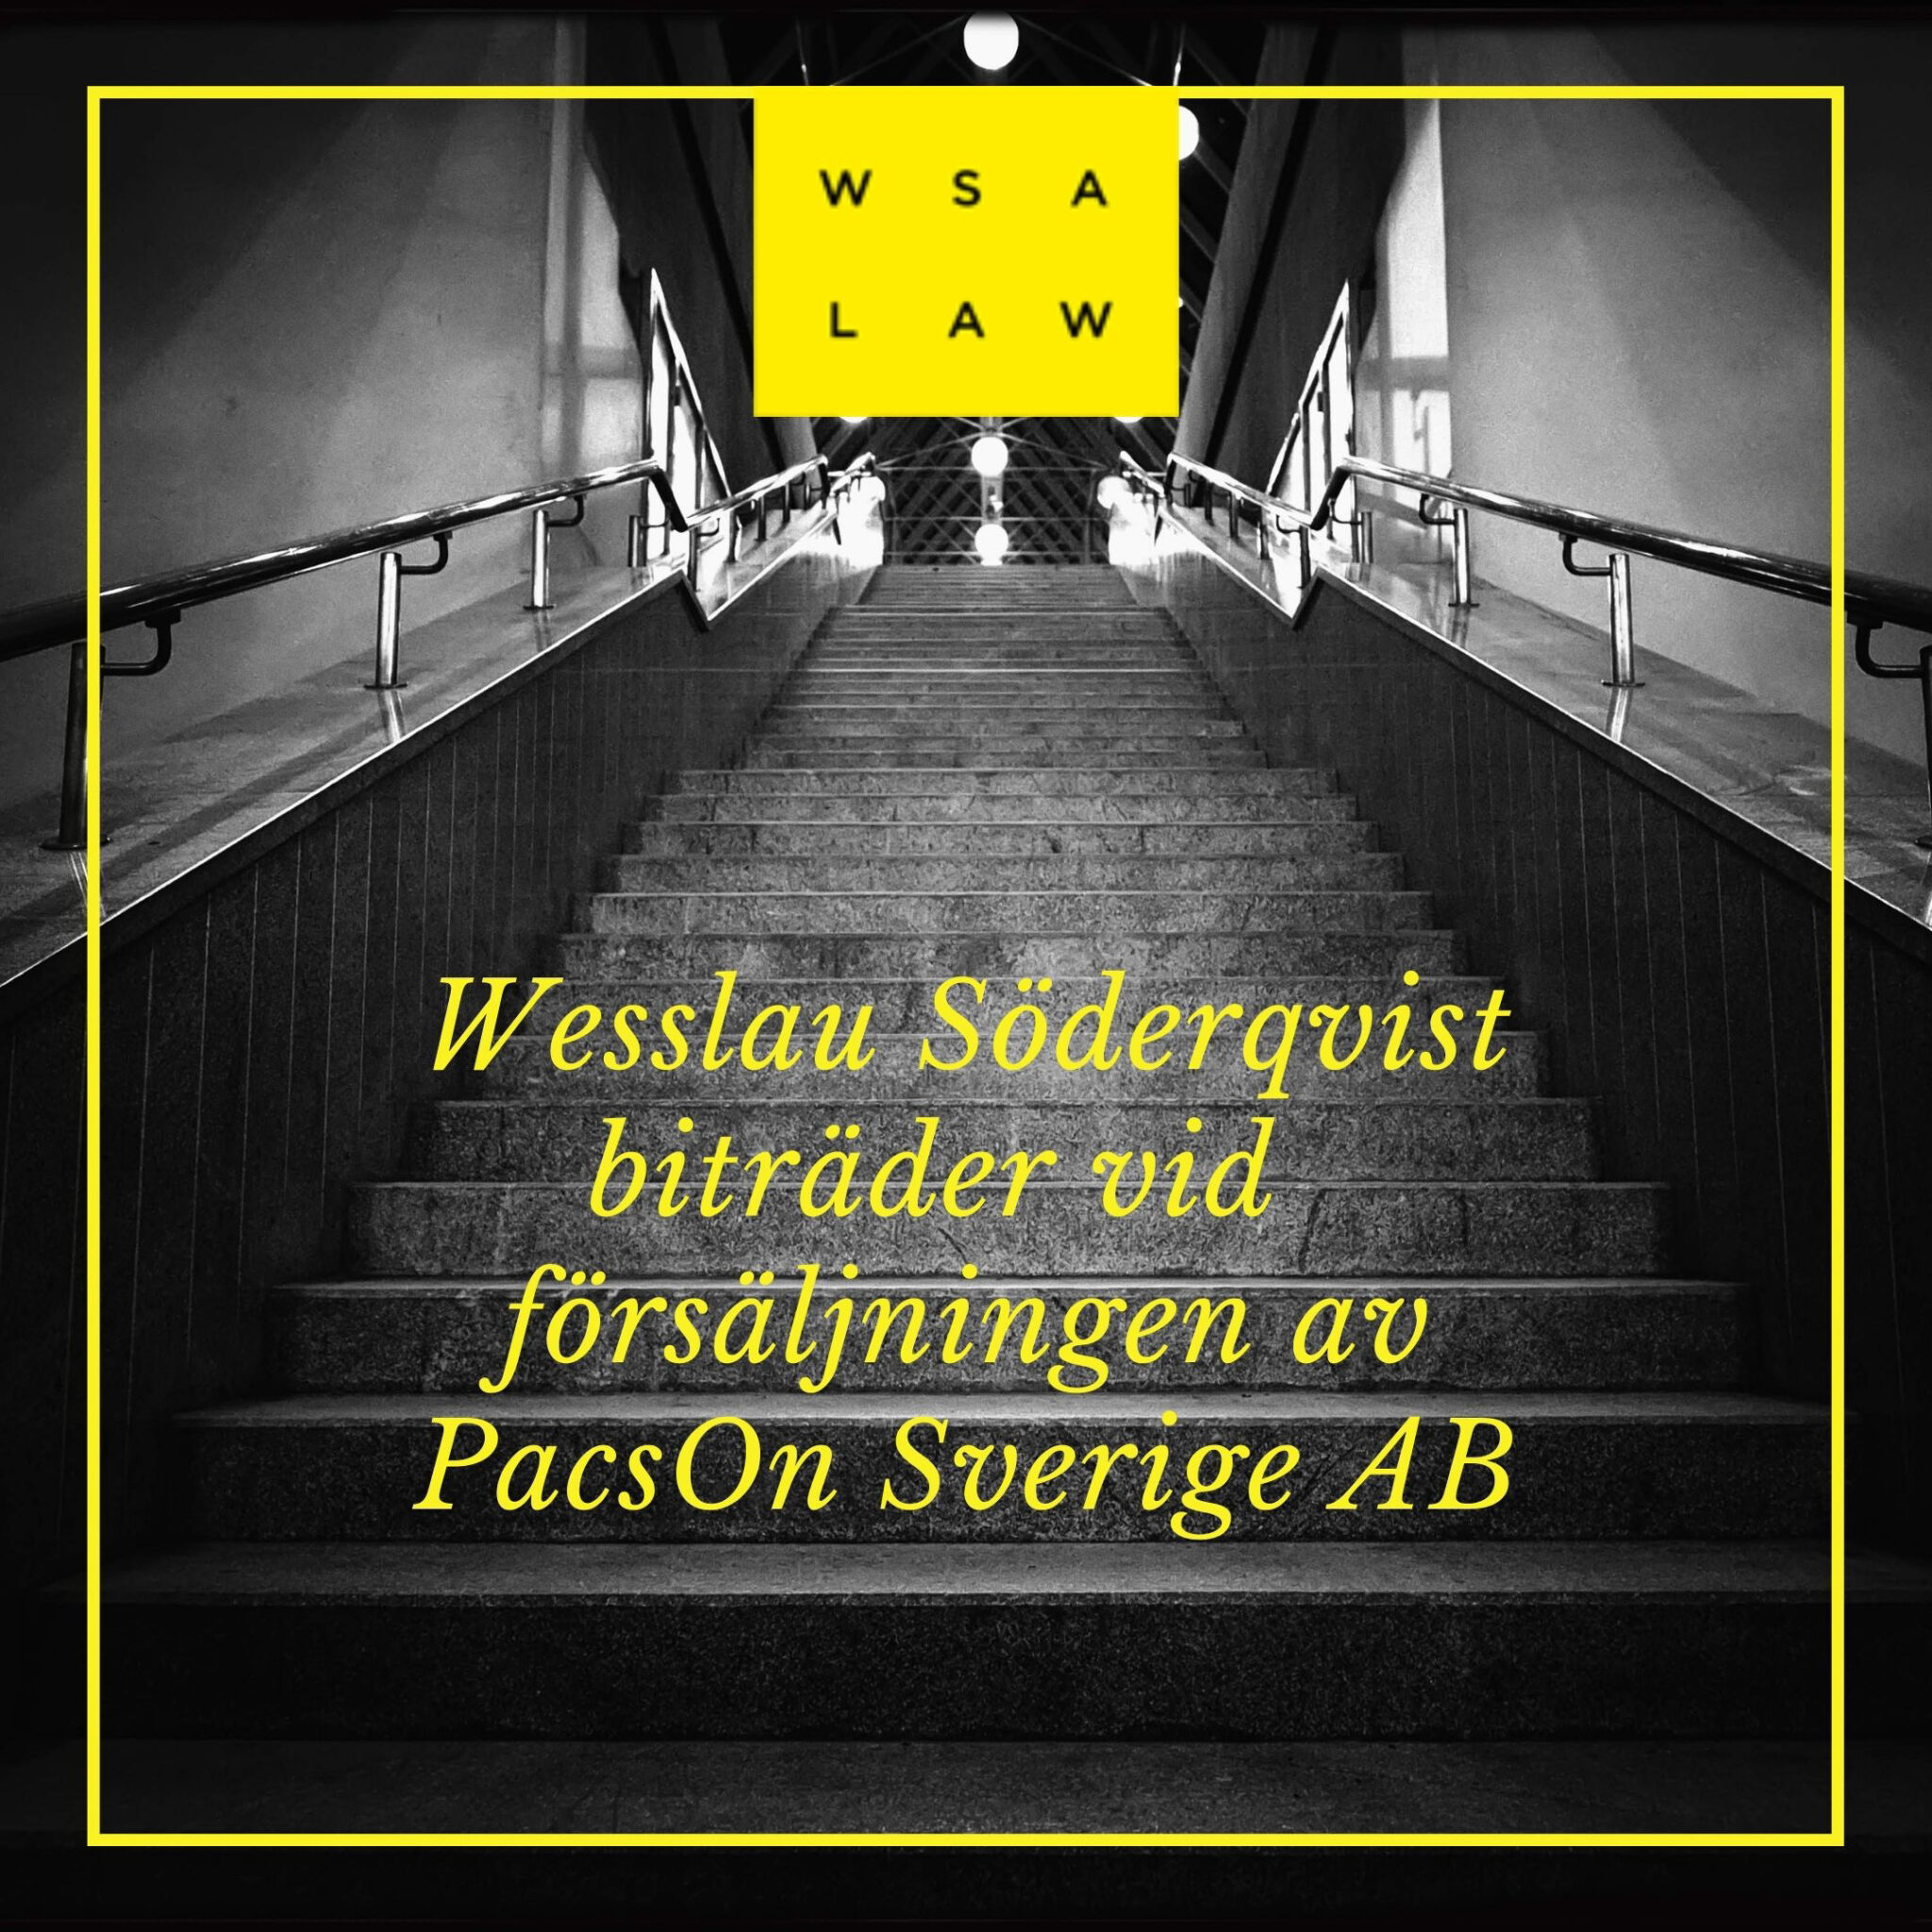 W S A
L A W
Wesslau Söderqvist
biträder vid
försäljningen av
PacsOn Sverige AB